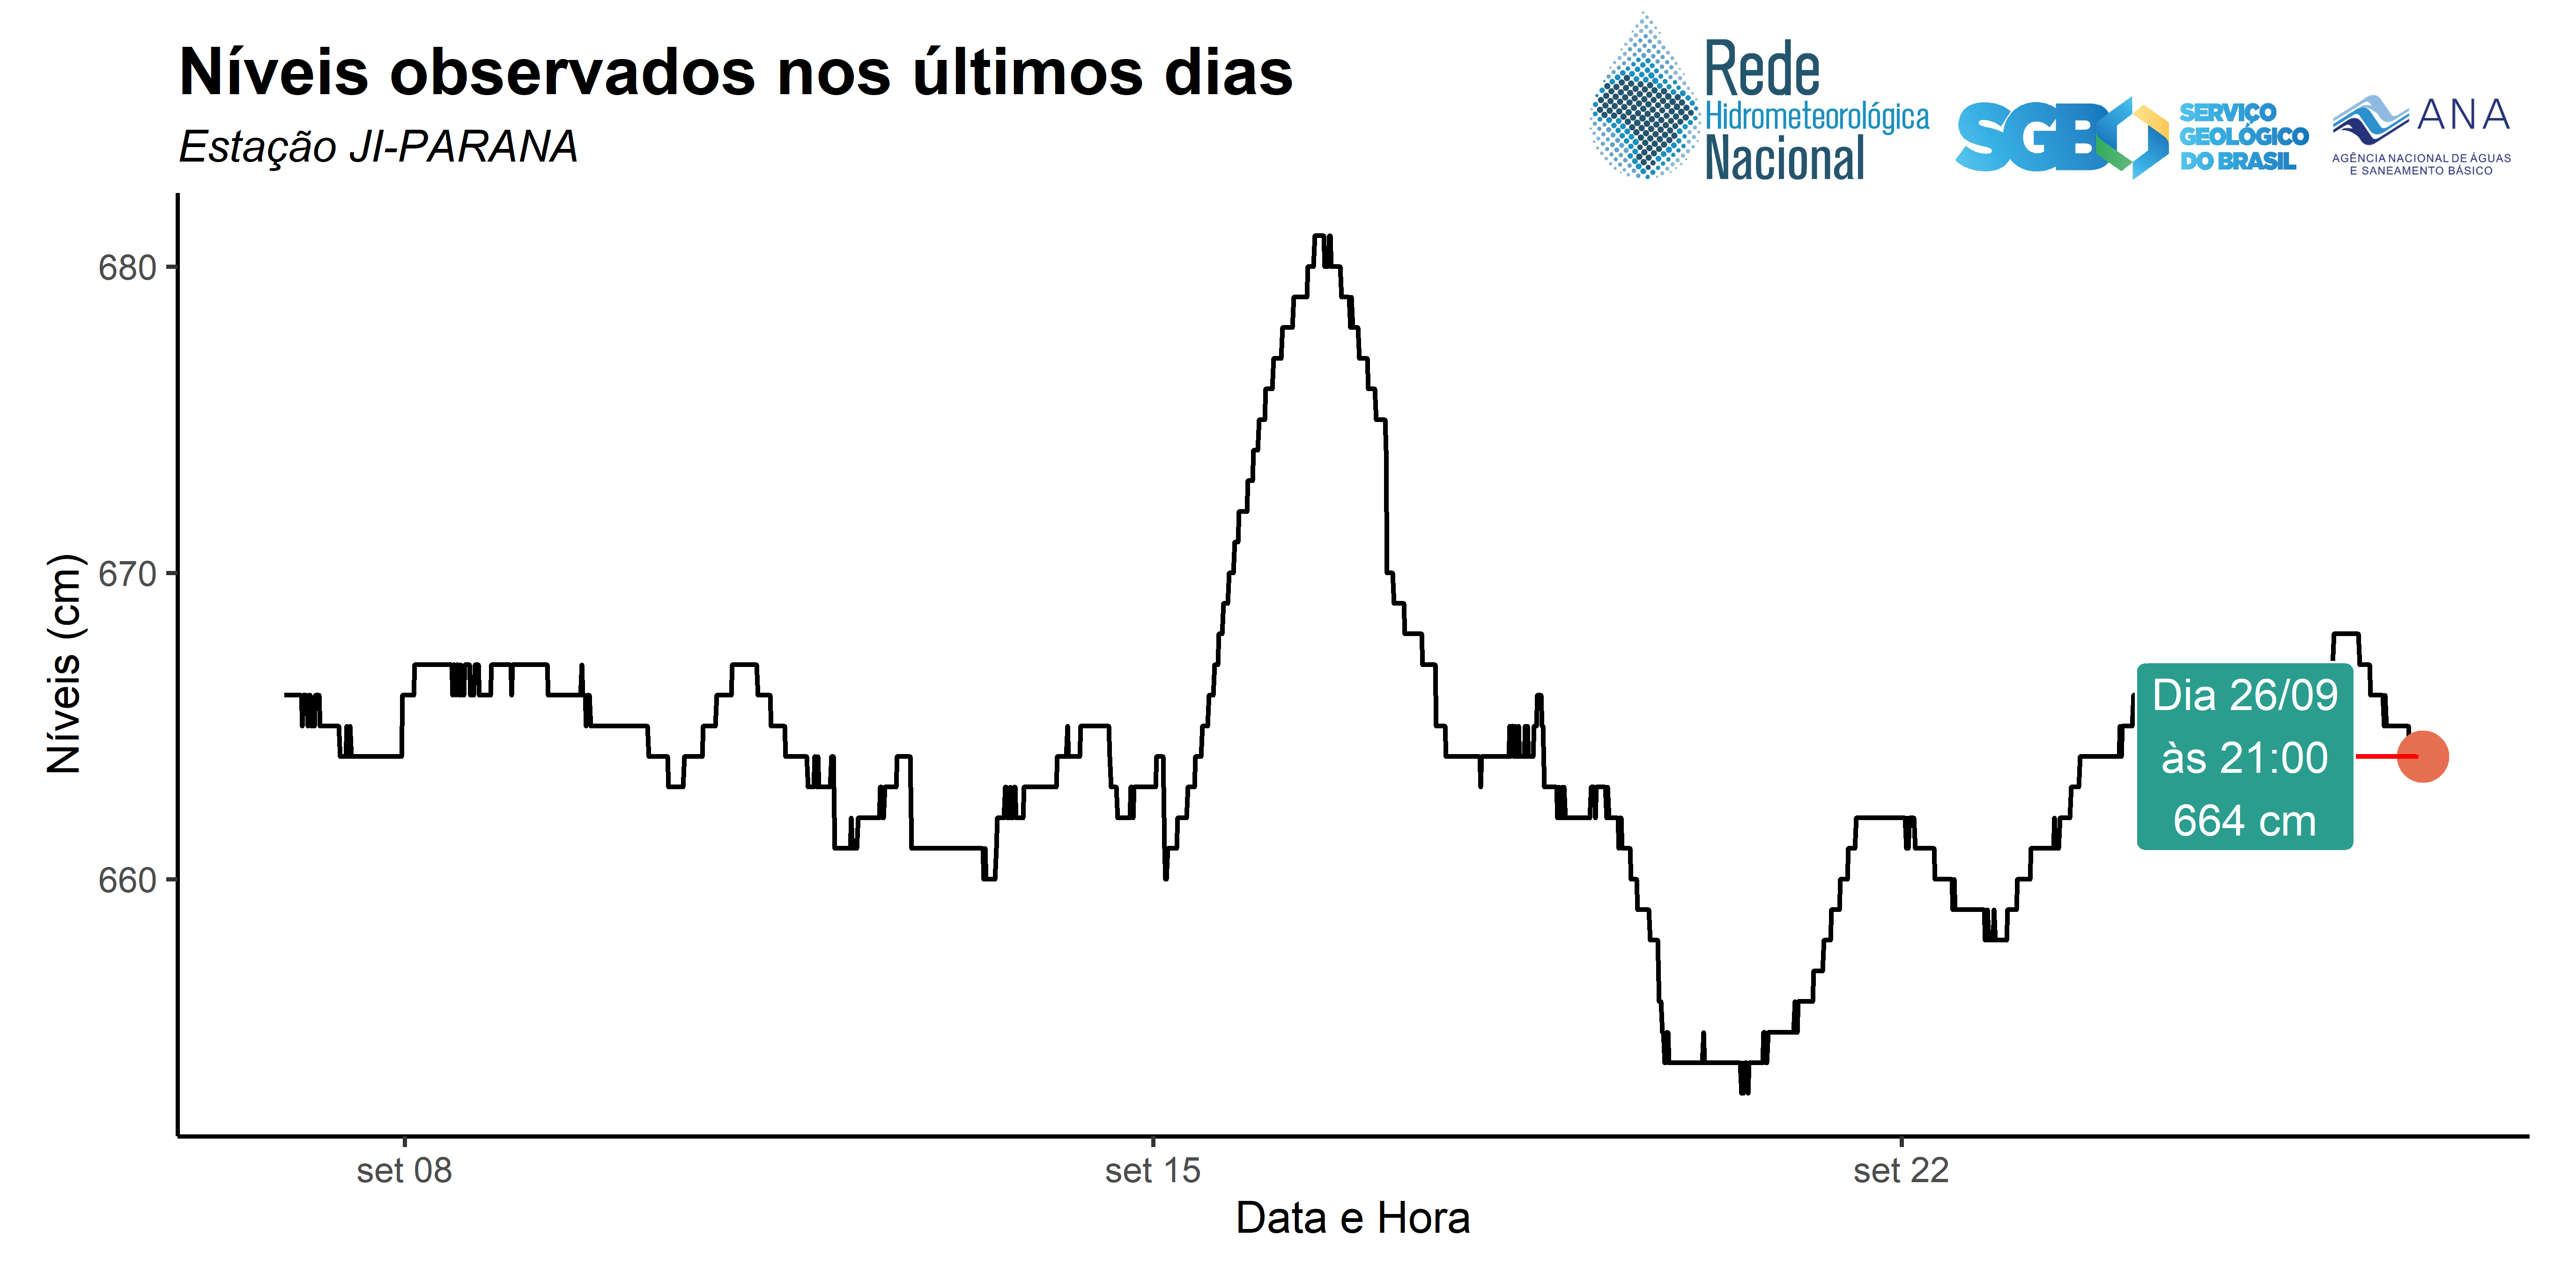 Níveis observados nos últimos dias
Estação JI-PARANA
Rede
Hidrometeorológica
Nacional
SGB
SERVIÇO
GEOLÓGICO
DO BRASIL
ANA
AGÊNCIA NACIONAL DE ÁGUAS
E SANEAMENTO BÁSICO
Níveis (cm)
680
670
660
Dia 26/09
às 21:00
664 cm
set 08
set 15
set 22
Data e Hora